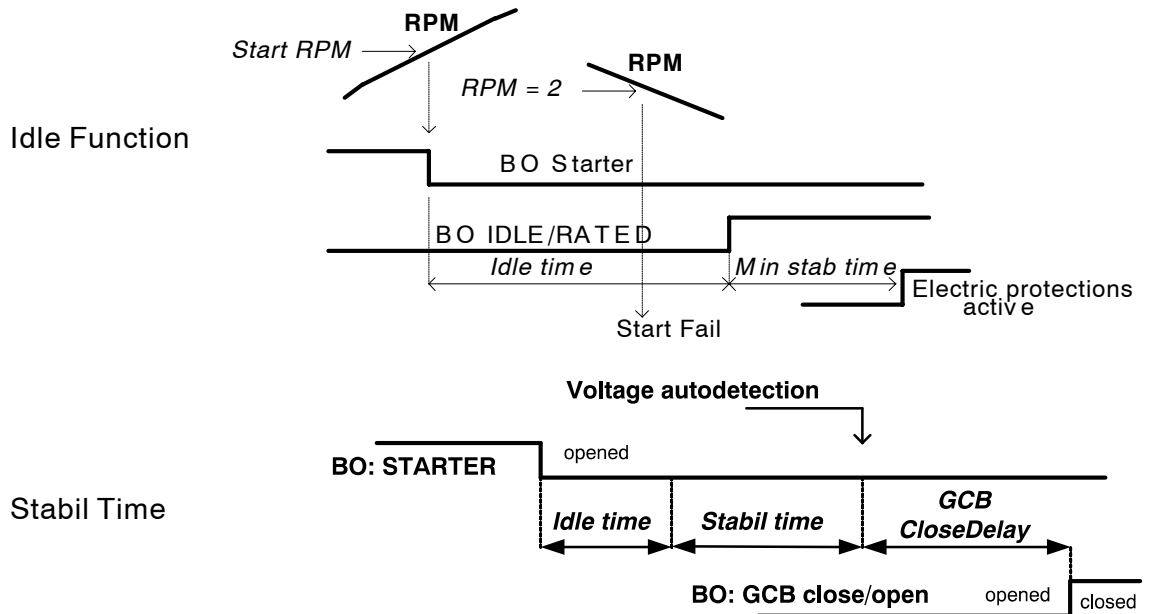 RPM
Start RPM
RPM
RPM = 2
Idle Function
BO Starter
BO IDLE/RATED
Idle time
Min stab time
Electric protections
active
Start Fail
Voltage autodetection
opened
BO: STARTER
Stabil Time
Idle time
Stabil time
GCB
CloseDelay
BO: GCB close/open
opened
closed